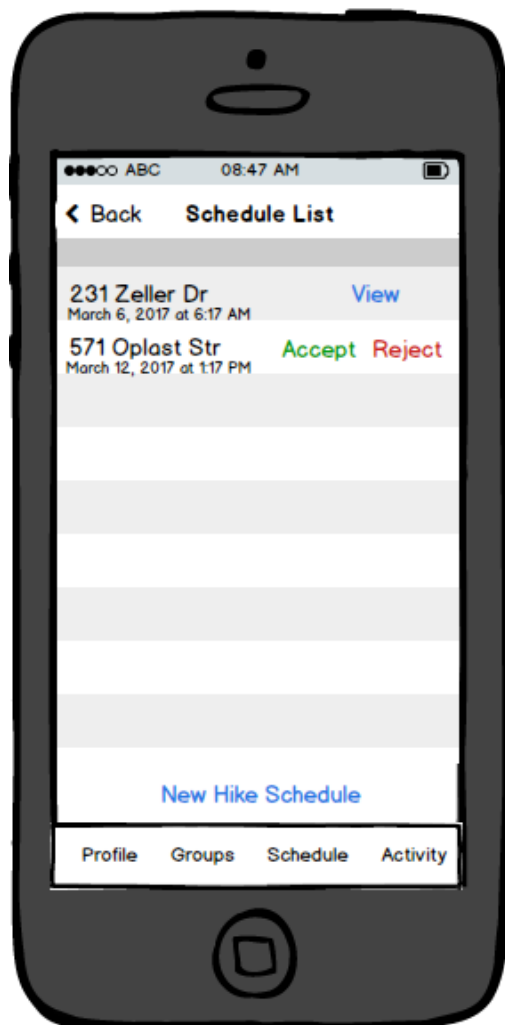 ABC 08:47 AM
Back Schedule List
231 Zeller Dr View
March 6, 2017 at 6:17 AM
571 Oplast Str Accept Reject
March 12, 2017 at 1:17 PM
New Hike Schedule
Profile Groups Schedule Activity